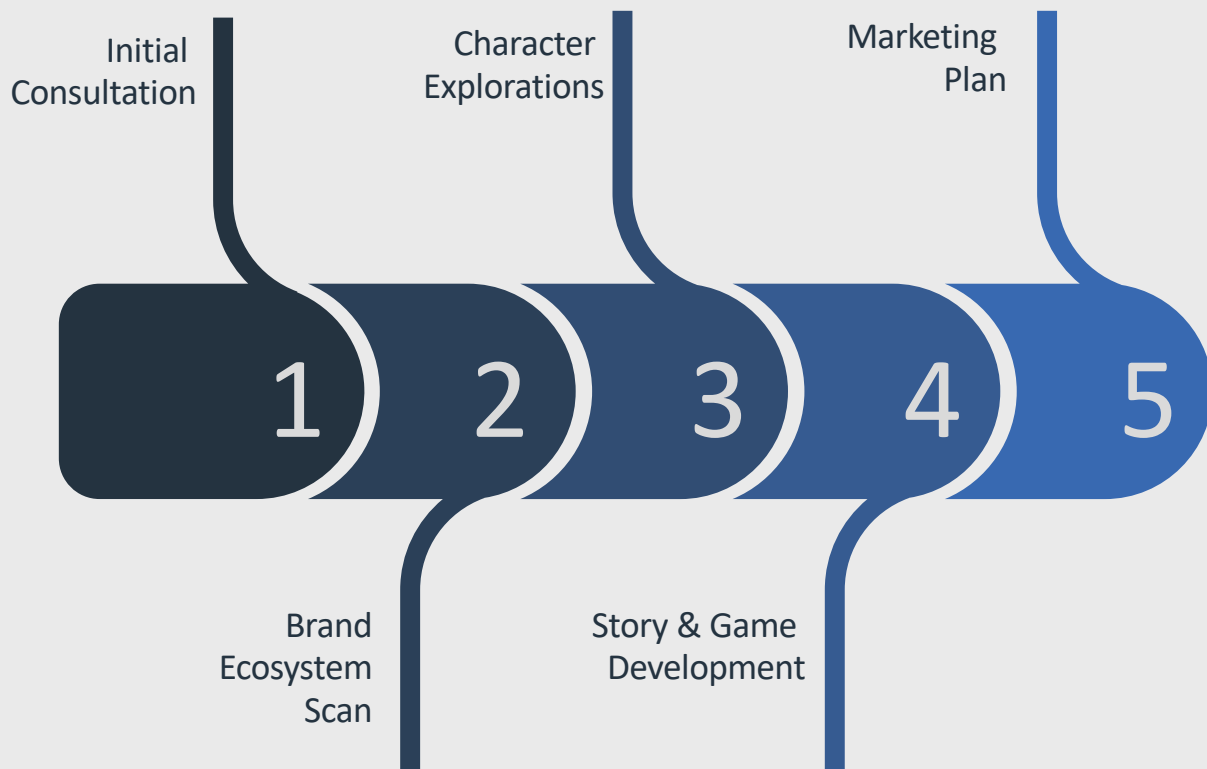 Initial
Consultation
Character
Explorations
Marketing
Plan
1
2
3
4
5
Brand
Ecosystem
Scan
Story & Game
Development